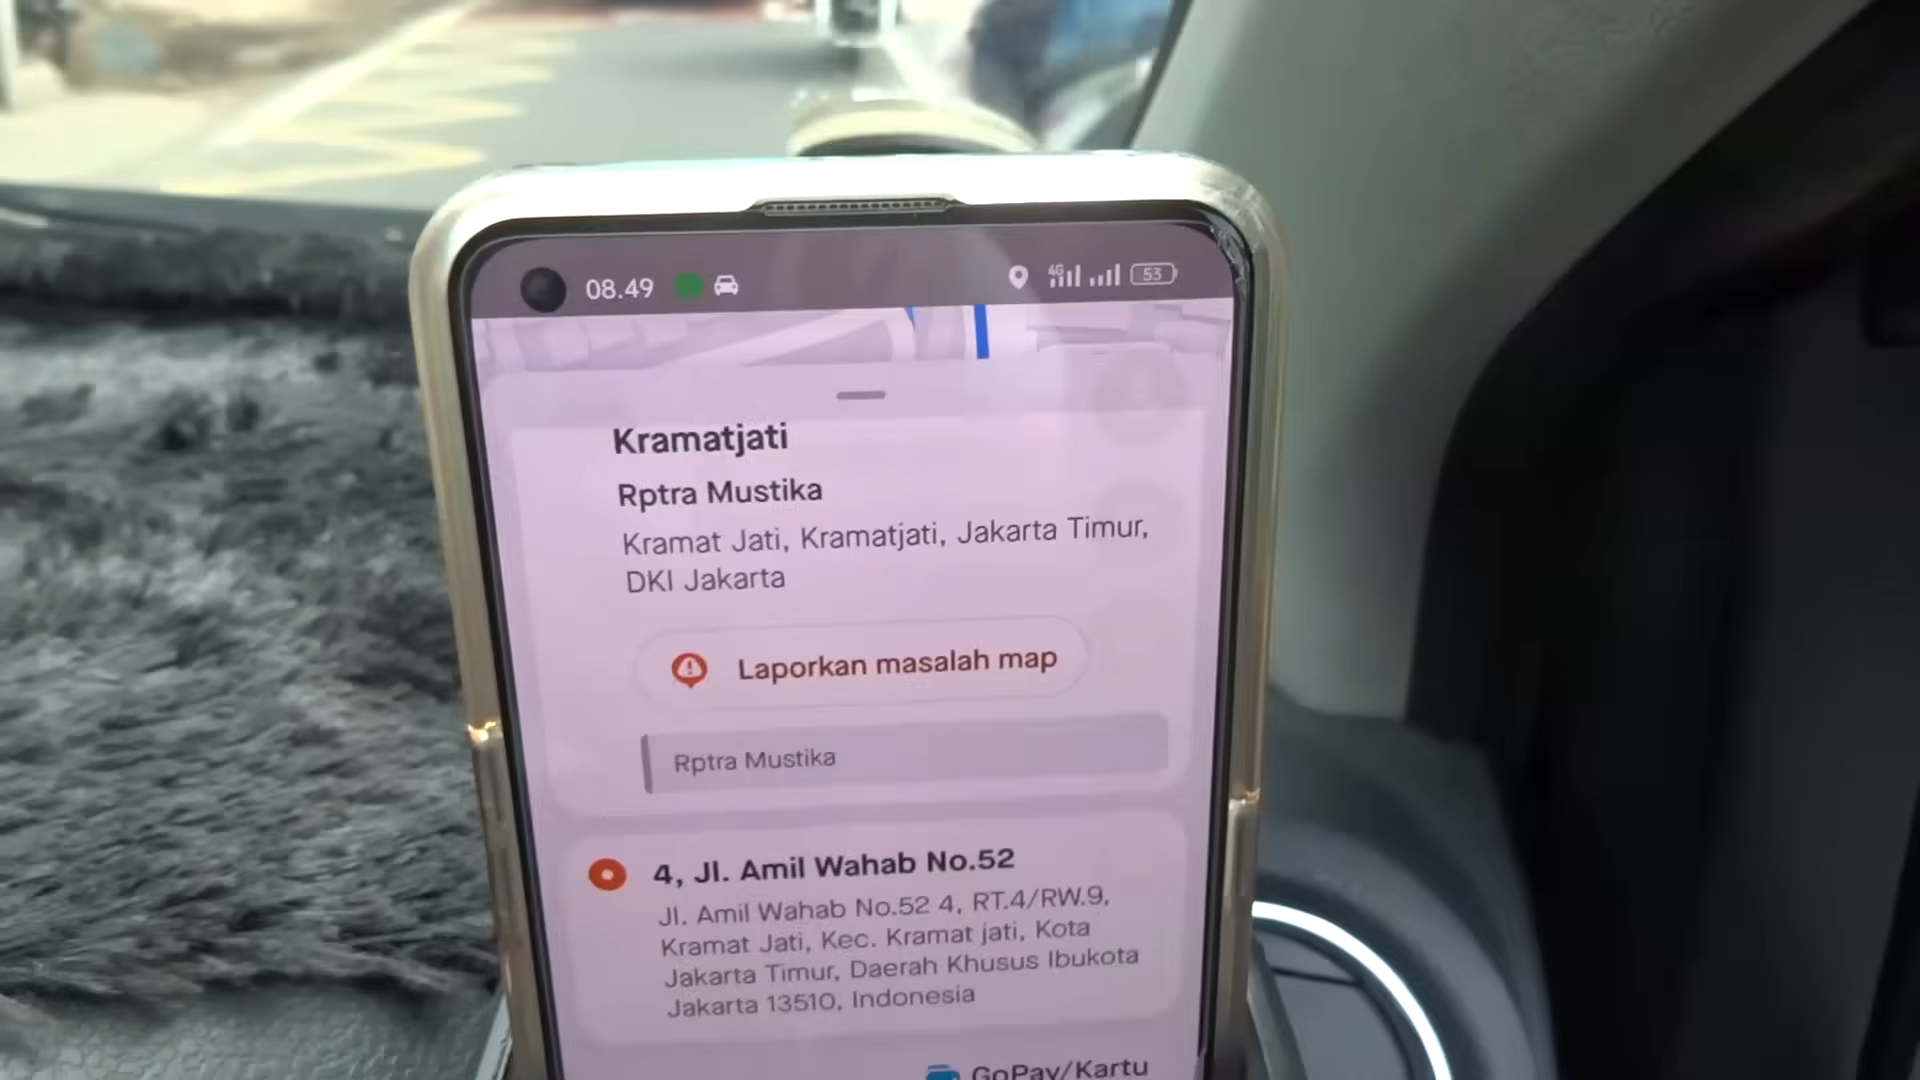 08.49
4G
53
Kramatjati
Rptra Mustika
Kramat Jati, Kramatjati, Jakarta Timur,
DKI Jakarta
Laporkan masalah map
Rptra Mustika
4, Jl. Amil Wahab No.52
Jl. Amil Wahab No.52 4, RT.4/RW.9,
Kramat Jati, Kec. Kramat jati, Kota
Jakarta Timur, Daerah Khusus Ibukota
Jakarta 13510, Indonesia
GoPay/Kartu